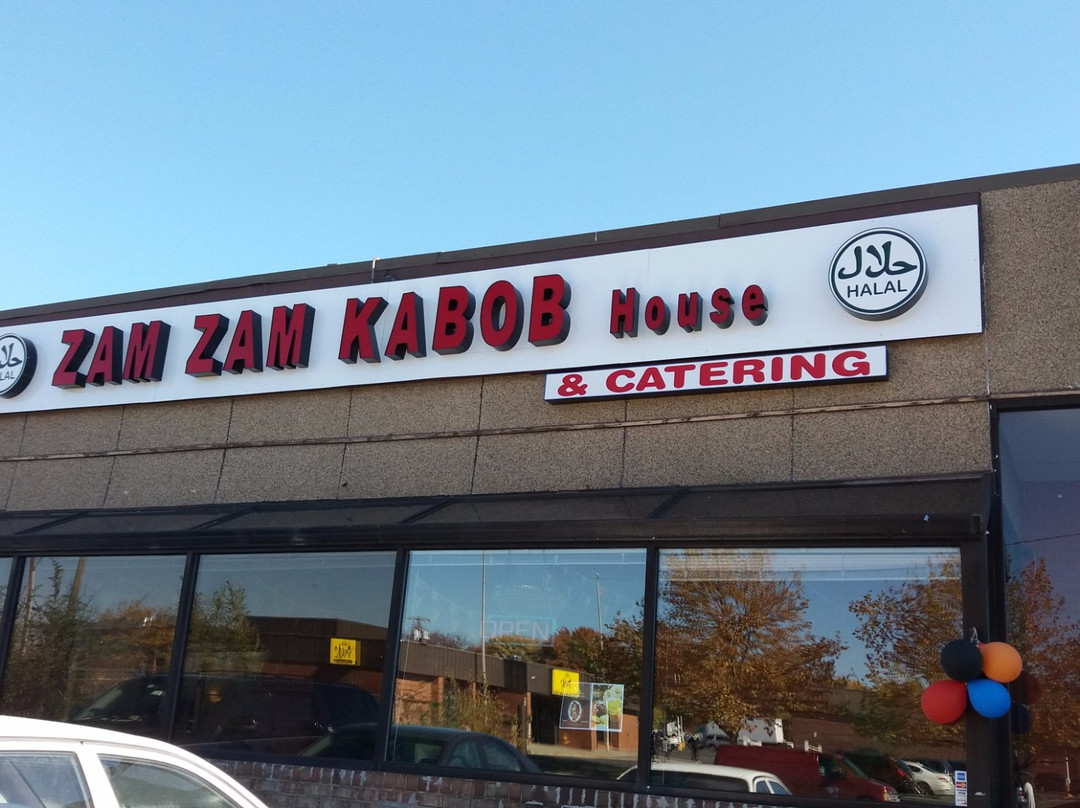 حلال
HALAL
ZAM ZAM KABOB House
حلال
HALAL
& CATERING
OPEN